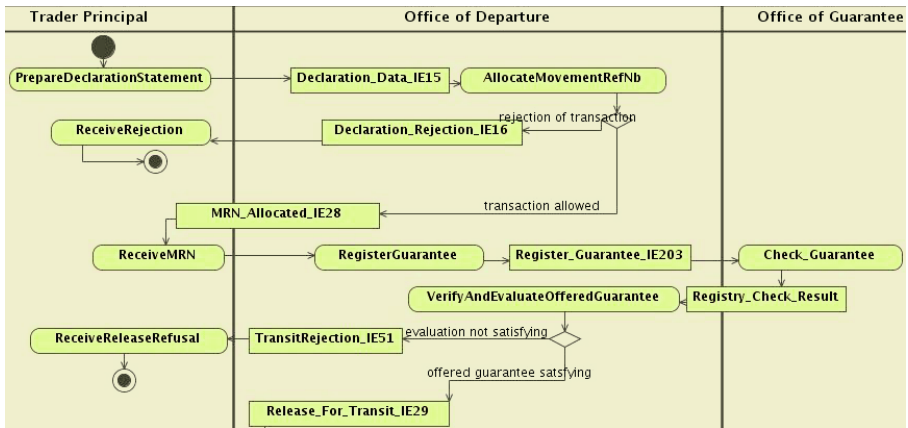 Trader Principal
Office of Departure
Office of Guarantee
PrepareDeclarationStatement
Declaration_Data_IE15
AllocateMovementRefNb
rejection of transaction
ReceiveRejection
Declaration_Rejection_IE16
MRN_Allocated_IE28
transaction allowed
ReceiveMRN
RegisterGuarantee
Register_Guarantee_IE203
Check_Guarantee
VerifyAndEvaluateOfferedGuarantee
Registry_Check_Result
ReceiveReleaseRefusal
TransitRejection_IE51
evaluation not satisfying
offered guarantee satsfying
Release_For_Transit_IE29